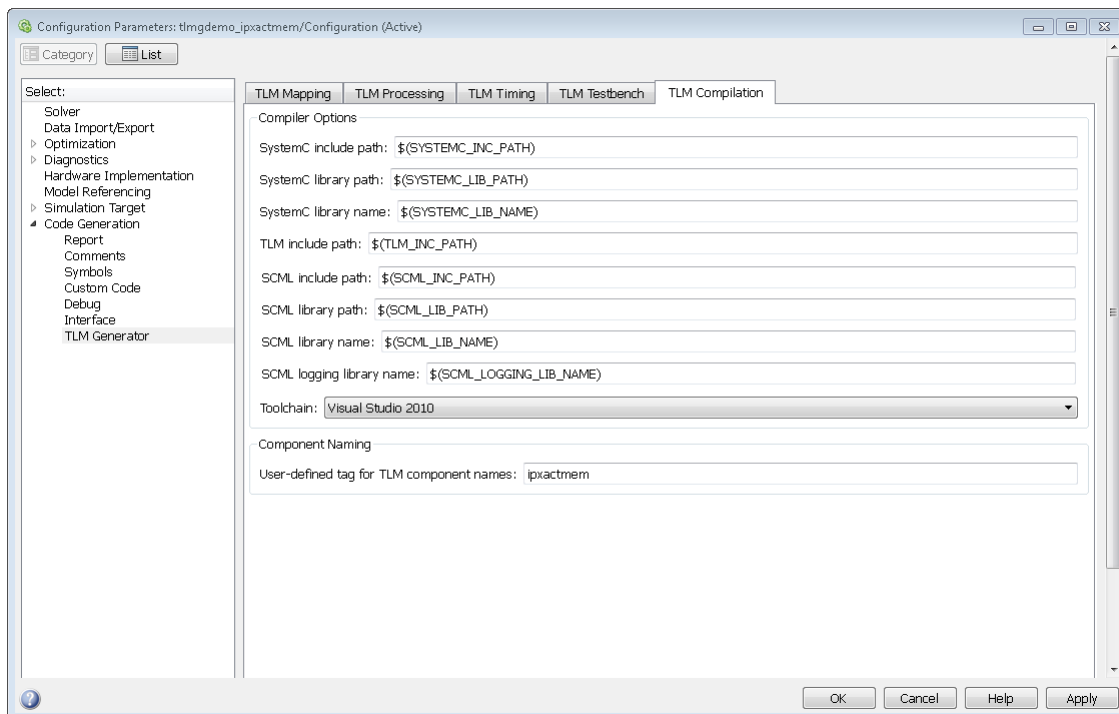 Configuration Parameters: tlmgdemo_ipxactmem/Configuration (Active)
Category
List
Select:
Solver
Data Import/Export
Optimization
Diagnostics
Hardware Implementation
Model Referencing
Simulation Target
Code Generation
Report
Comments
Symbols
Custom Code
Debug
Interface
TLM Generator
TLM Mapping TLM Processing TLM Timing TLM Testbench TLM Compilation
Compiler Options
SystemC include path: $(SYSTEMC_INC_PATH)
SystemC library path: $(SYSTEMC_LIB_PATH)
SystemC library name: $(SYSTEMC_LIB_NAME)
TLM include path: $(TLM_INC_PATH)
SCML include path: $(SCML_INC_PATH)
SCML library path: $(SCML_LIB_PATH)
SCML library name: $(SCML_LIB_NAME)
SCML logging library name: $(SCML_LOGGING_LIB_NAME)
Toolchain: Visual Studio 2010
Component Naming
User-defined tag for TLM component names: ipxactmem
OK Cancel Help Apply